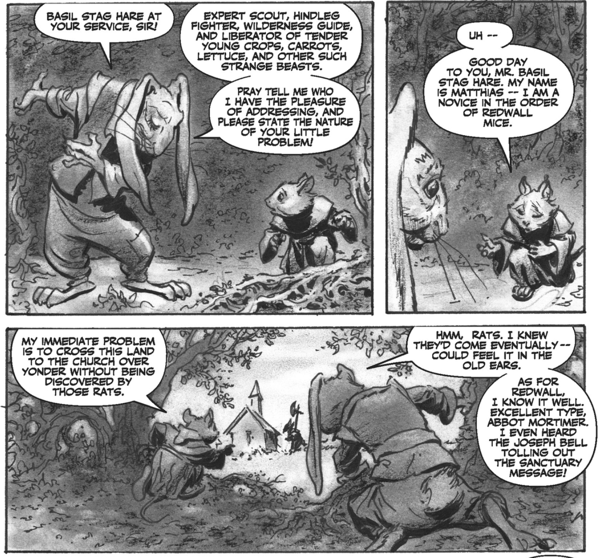 BASIL STAG HARE AT
YOUR SERVICE, SIR!
EXPERT SCOUT, HINDLEG
FIGHTER, WILDERNESS GUIDE,
AND LIBERATOR OF TENDER
YOUNG CROPS, CARROTS,
LETTUCE, AND OTHER SUCH
STRANGE BEASTS.
PRAY TELL ME WHO
I HAVE THE PLEASURE
OF ADDRESSING, AND
PLEASE STATE THE NATURE
OF YOUR LITTLE
PROBLEM!
UH --
GOOD DAY
TO YOU, MR. BASIL
STAG HARE. MY NAME
IS MATTHIAS -- I AM A
NOVICE IN THE ORDER
OF REDWALL
MICE.
MY IMMEDIATE PROBLEM
IS TO CROSS THIS LAND
TO THE CHURCH OVER
YONDER WITHOUT BEING
DISCOVERED BY
THOSE RATS.
HMM, RATS. I KNEW
THEY'D COME EVENTUALLY --
COULD FEEL IT IN THE
OLD EARS.
AS FOR
REDWALL,
I KNOW IT WELL.
EXCELLENT TYPE,
ABBOT MORTIMER.
I EVEN HEARD
THE JOSEPH BELL
TOLLING OUT
THE SANCTUARY
MESSAGE!